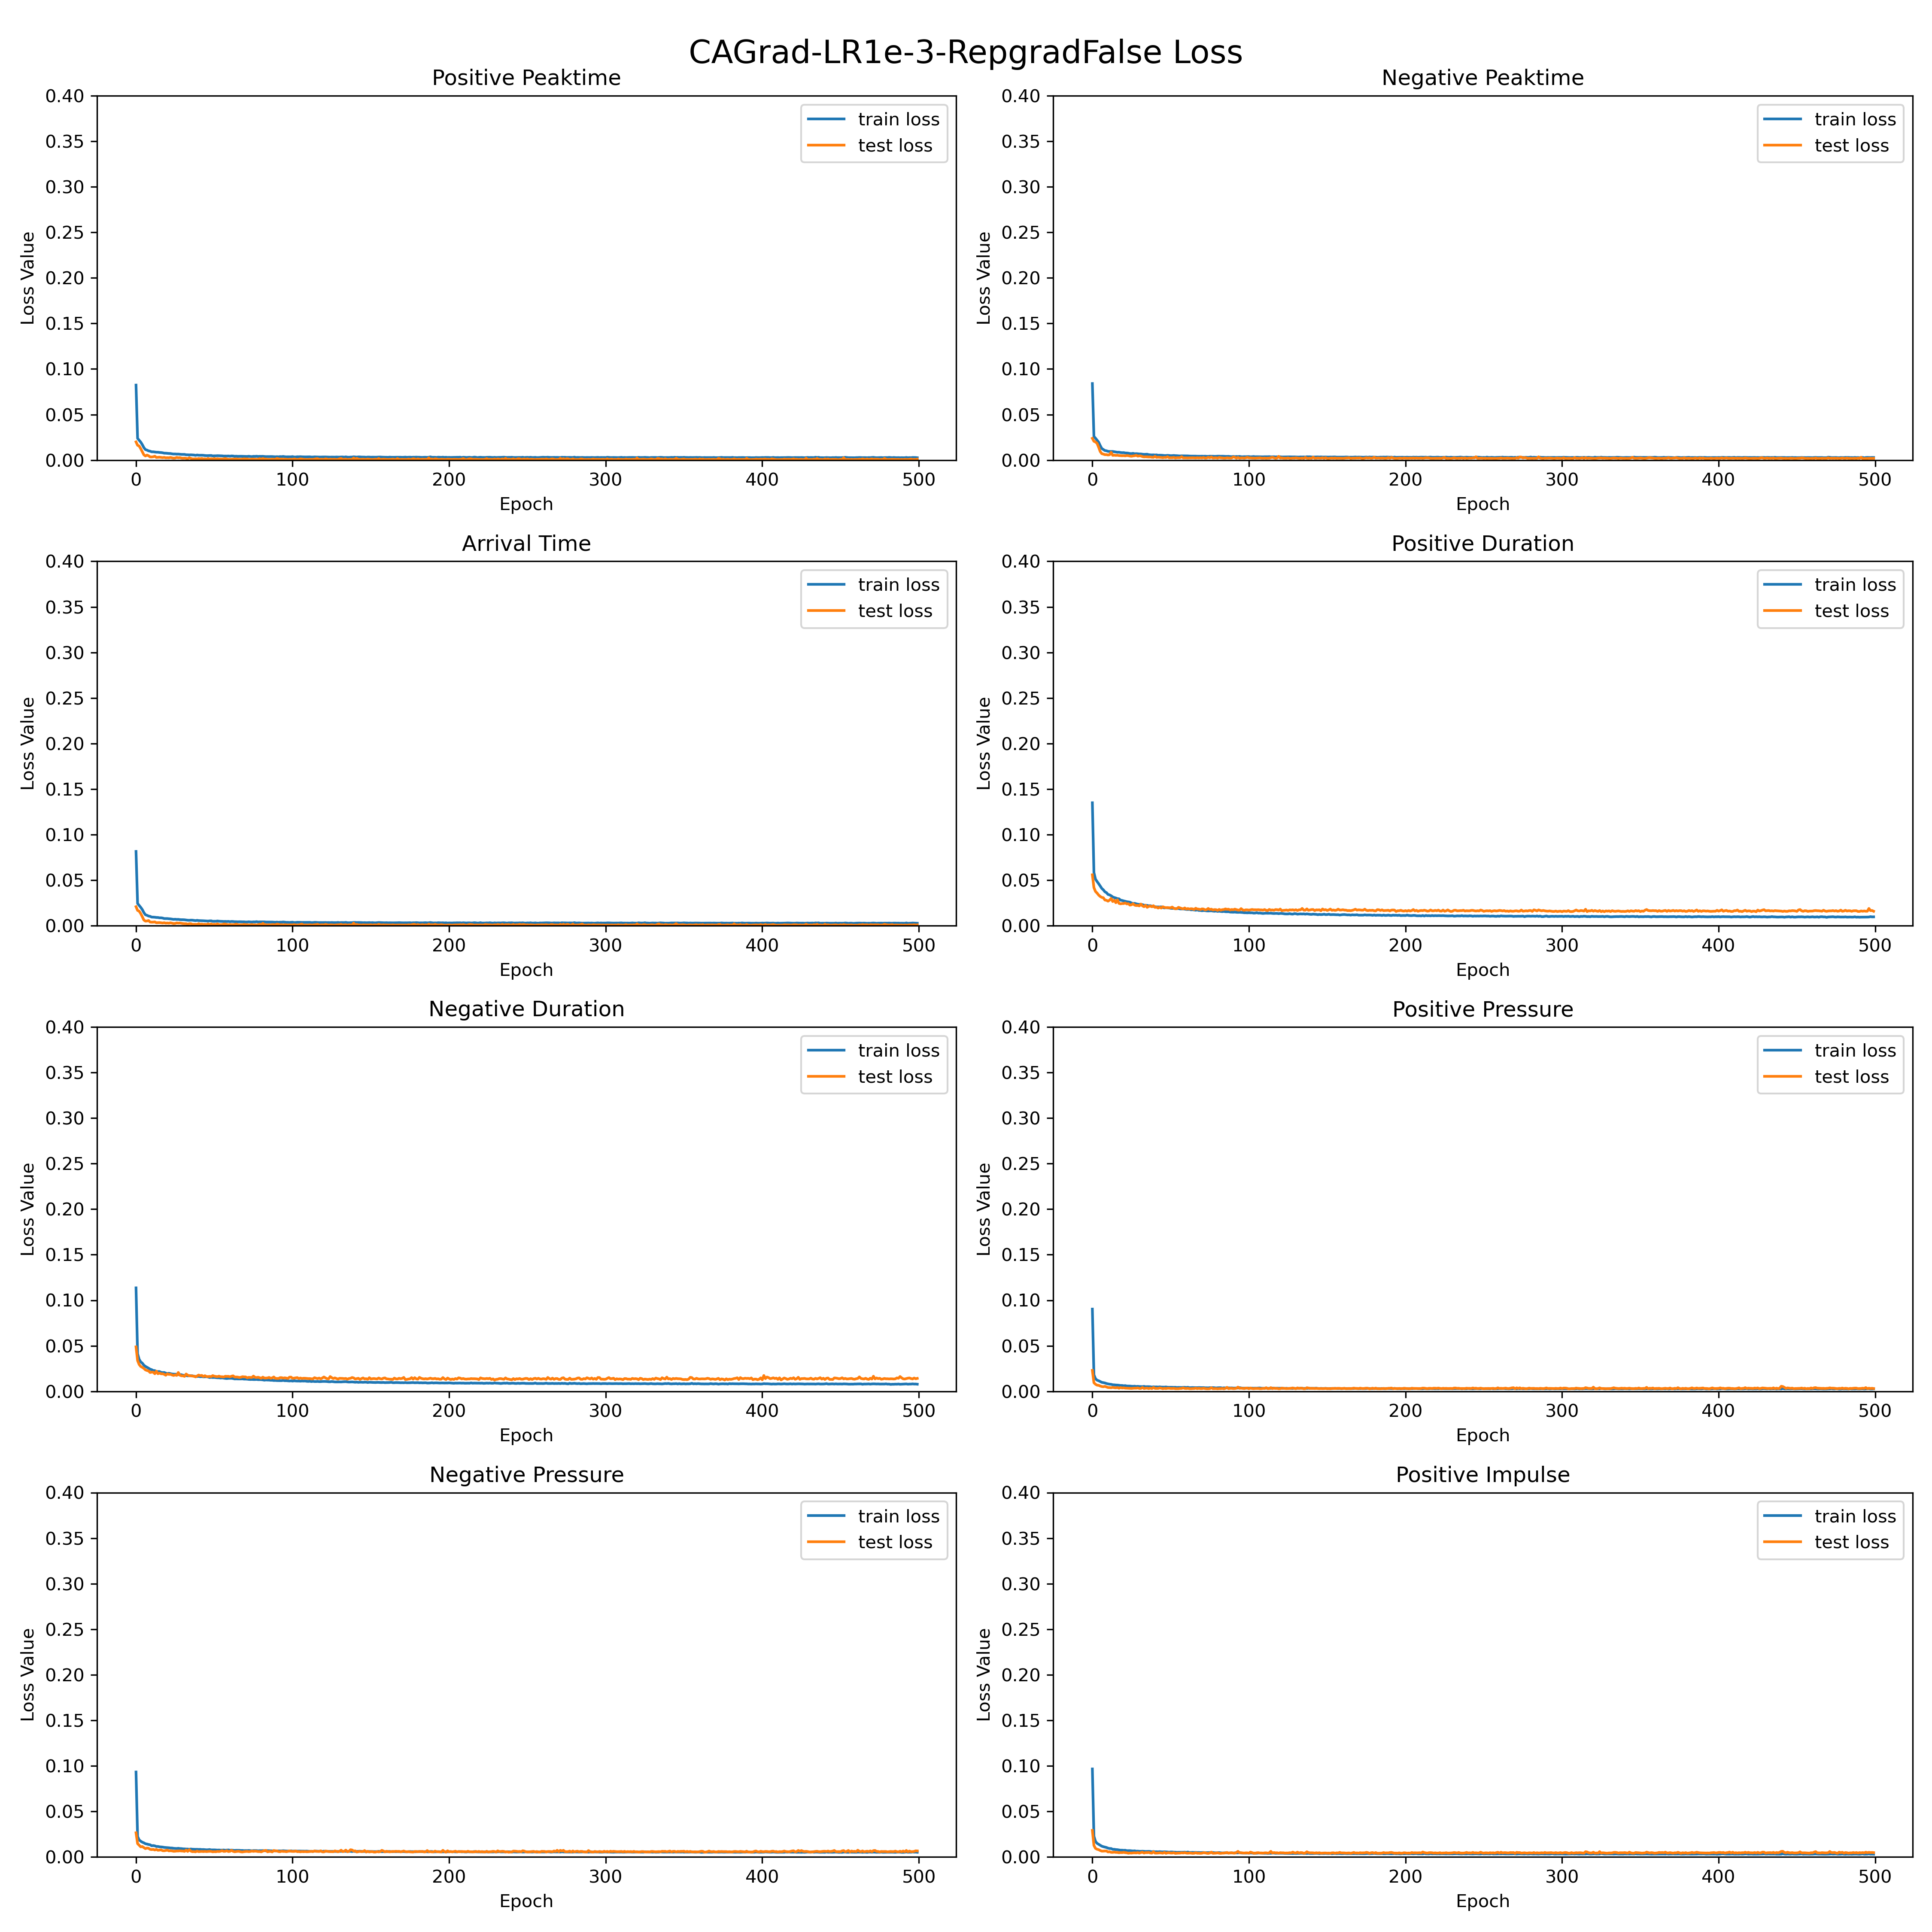 CAGrad-LR1e-3-RepgradFalse Loss
Positive Peaktime
0.40
0.35
0.30
0.25
0.20
0.15
0.10
0.05
0.00
Loss Value
train loss
test loss
0 100 200 300 400 500
Epoch
Negative Peaktime
0.40
0.35
0.30
0.25
0.20
0.15
0.10
0.05
0.00
Loss Value
train loss
test loss
0 100 200 300 400 500
Epoch
Arrival Time
0.40
0.35
0.30
0.25
0.20
0.15
0.10
0.05
0.00
Loss Value
train loss
test loss
0 100 200 300 400 500
Epoch
Positive Duration
0.40
0.35
0.30
0.25
0.20
0.15
0.10
0.05
0.00
Loss Value
train loss
test loss
0 100 200 300 400 500
Epoch
Negative Duration
0.40
0.35
0.30
0.25
0.20
0.15
0.10
0.05
0.00
Loss Value
train loss
test loss
0 100 200 300 400 500
Epoch
Positive Pressure
0.40
0.35
0.30
0.25
0.20
0.15
0.10
0.05
0.00
Loss Value
train loss
test loss
0 100 200 300 400 500
Epoch
Negative Pressure
0.40
0.35
0.30
0.25
0.20
0.15
0.10
0.05
0.00
Loss Value
train loss
test loss
0 100 200 300 400 500
Epoch
Positive Impulse
0.40
0.35
0.30
0.25
0.20
0.15
0.10
0.05
0.00
Loss Value
train loss
test loss
0 100 200 300 400 500
Epoch